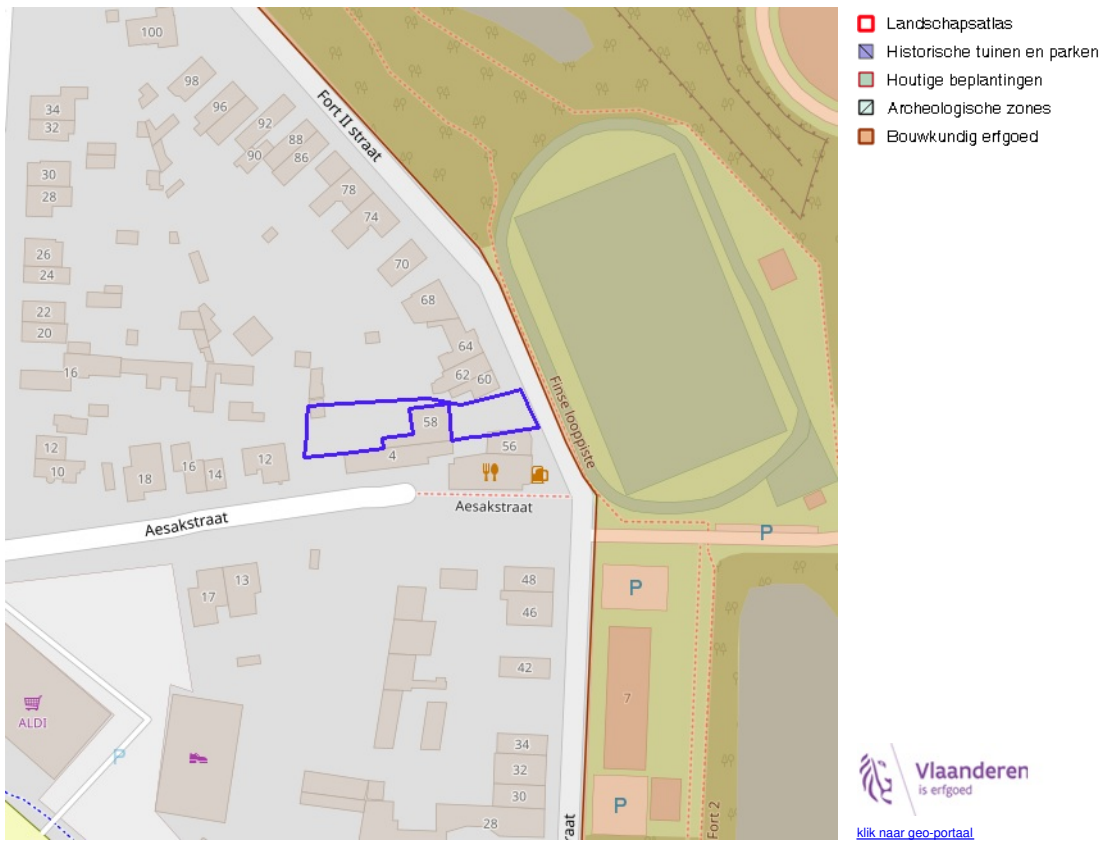 100
98
96
92
90
88
86
78
74
70
68
64
62
60
58
56
4
34
32
30
28
26
24
22
20
16
12
10
18
16
14
12
Fort II straat
Finse looppiste
Aesakstraat
Aesakstraat
P
P
P
P
17
13
48
46
42
34
32
30
28
7
ALDI
Fort 2
raat
Landschapsatlas
Historische tuinen en parken
Houtige beplantingen
Archeologische zones
Bouwkundig erfgoed
Vlaanderen
is erfgoed
klik naar geo-portaal